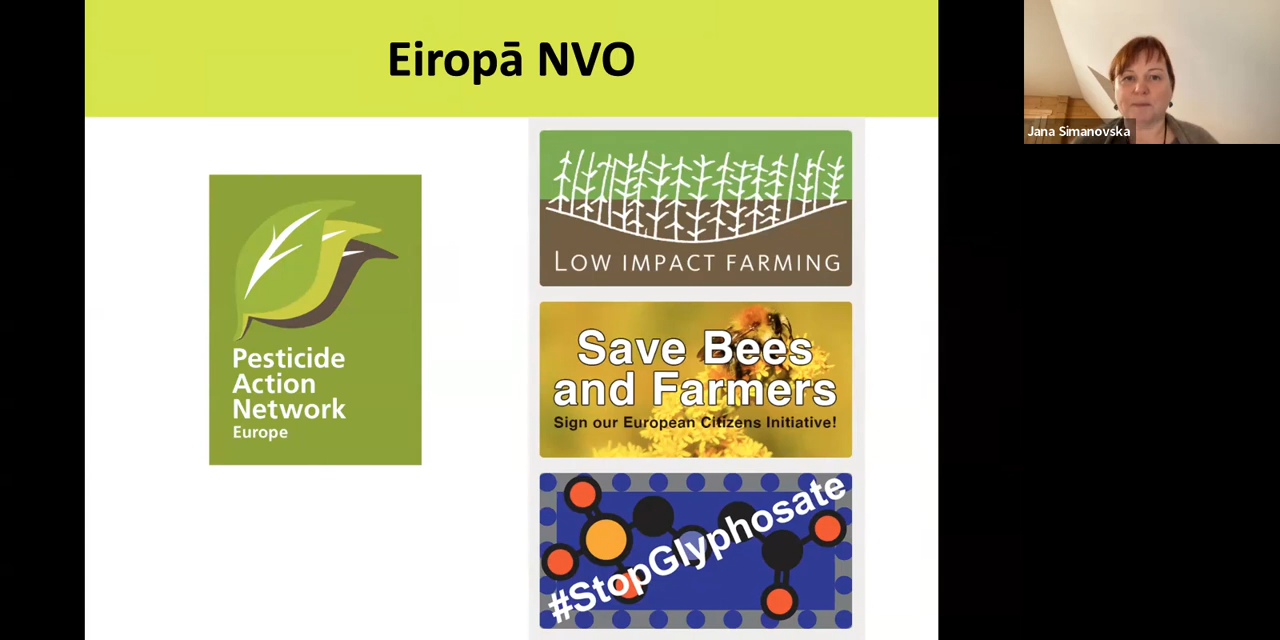 Eiropā NVO
Jana Simanovska
Pesticide
Action
Network
Europe
LOW IMPACT FARMING
Save Bees
and Farmers
Sign our European Citizens Initiative!
#StopGlyphosate